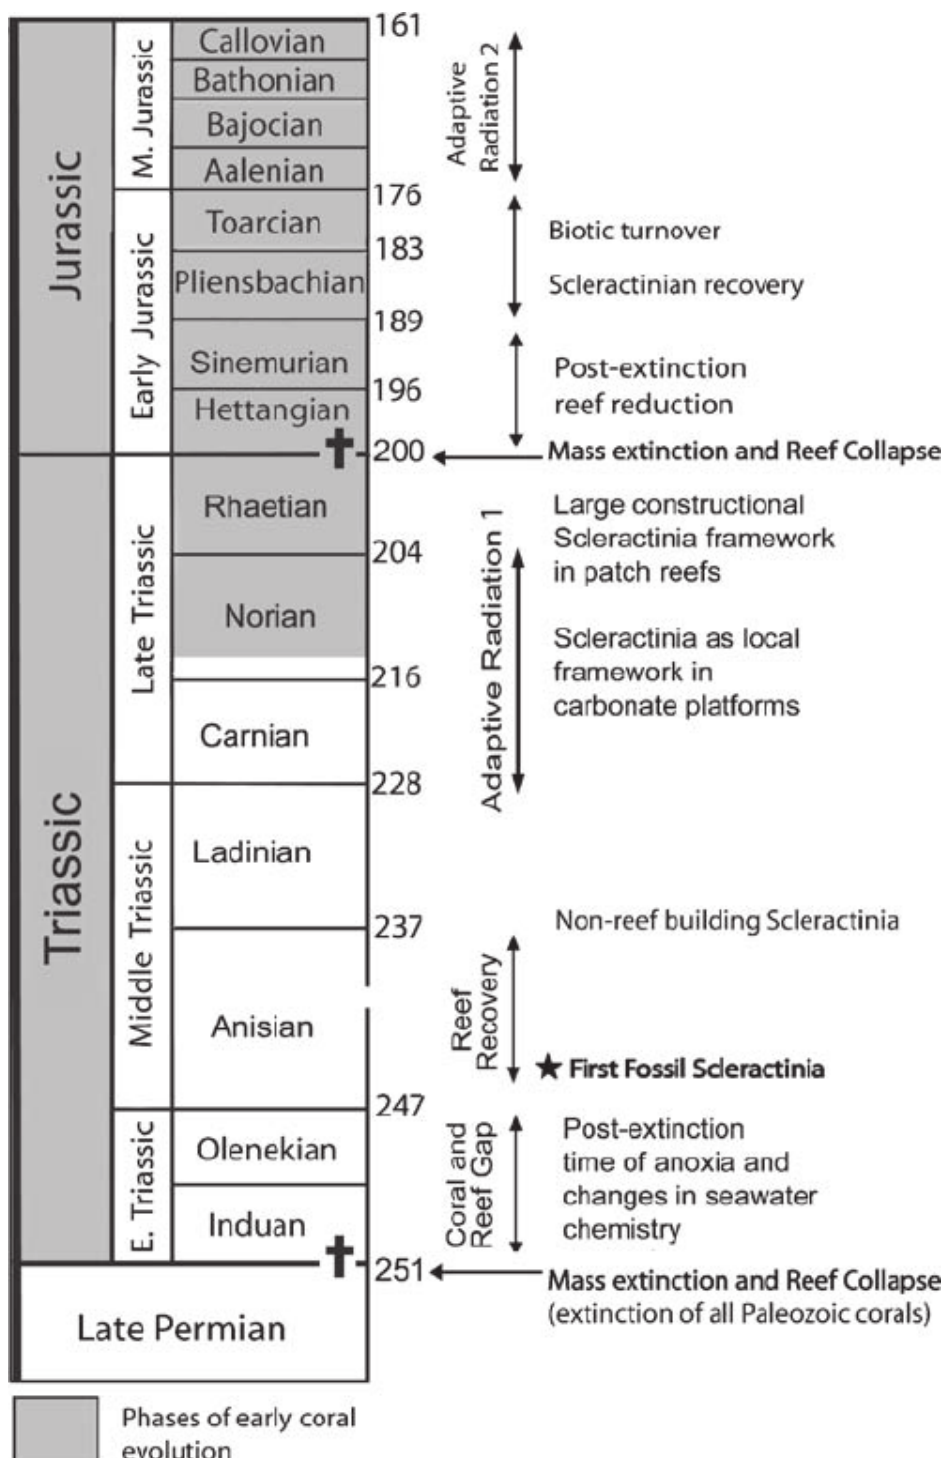 161
Callovian
Bathonian
Bajocian
Aalenian
M. Jurassic
Adaptive
Radiation 2
176
Jurassic
Early Jurassic
Toarcian
183
Pliensbachian
189
Sinemurian
196
Hettangian
Biotic turnover
Scleractinian recovery
Post-extinction
reef reduction
200
Mass extinction and Reef Collapse
Triassic
Late Triassic
Rhaetian
204
Norian
216
Carnian
228
Adaptive Radiation 1
Large constructional
Scleractinia framework
in patch reefs
Scleractinia as local
framework in
carbonate platforms
Middle Triassic
Ladinian
237
Anisian
247
Non-reef building Scleractinia
Reef
Recovery
★ First Fossil Scleractinia
E. Triassic
Olenekian
Induan
Coral and
Reef Gap
Post-extinction
time of anoxia and
changes in seawater
chemistry
251
Mass extinction and Reef Collapse
(extinction of all Paleozoic corals)
Late Permian
Phases of early coral
evolution